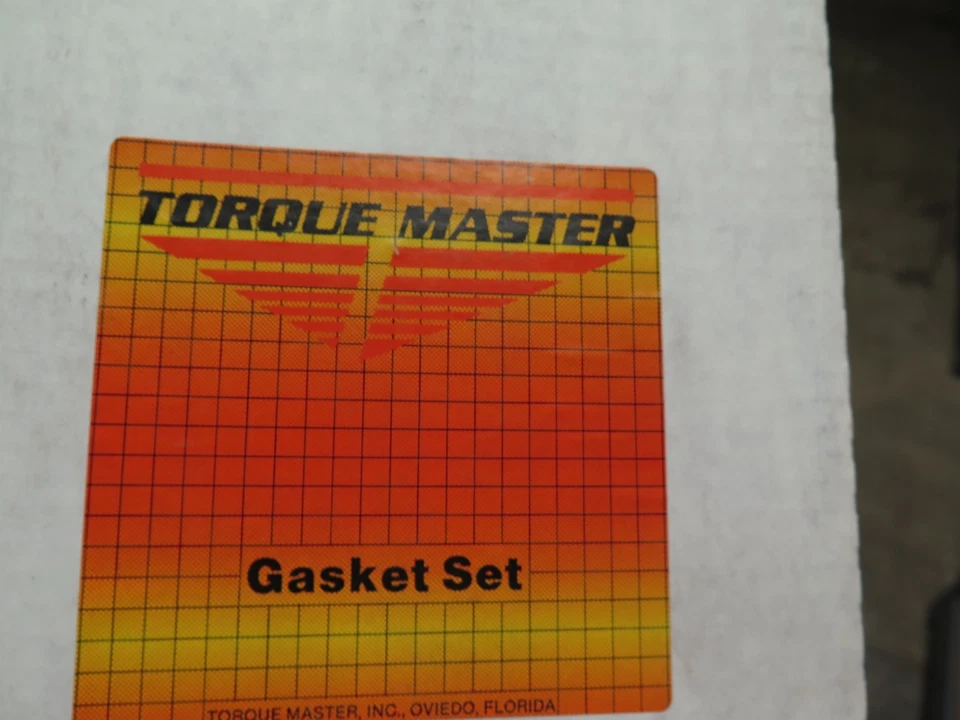 TORQUE MASTER
Gasket Set
TORQUE MASTER, INC., OVIEDO, FLORIDA